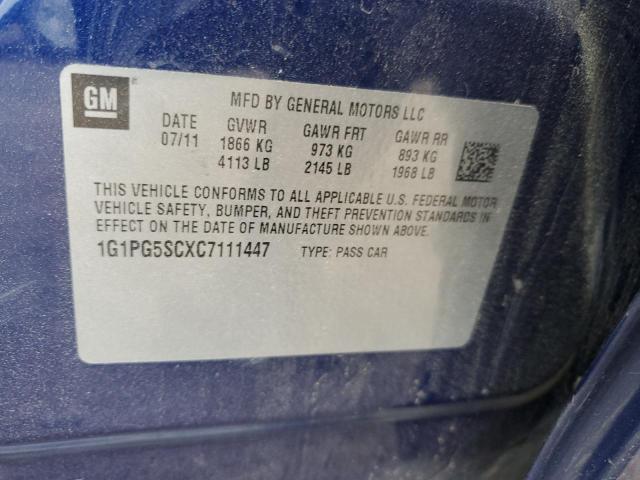 GM
MFD BY GENERAL MOTORS LLC
DATE GVWR GAWR FRT GAWR RR
07/11 1866 KG 973 KG 893 KG
4113 LB 2145 LB 1968 LB
THIS VEHICLE CONFORMS TO ALL APPLICABLE U.S. FEDERAL MOTOR
VEHICLE SAFETY, BUMPER, AND THEFT PREVENTION STANDARDS IN
EFFECT ON THE DATE OF MANUFACTURE SHOWN ABOVE.
1G1PG5SCXC7111447 TYPE: PASS CAR